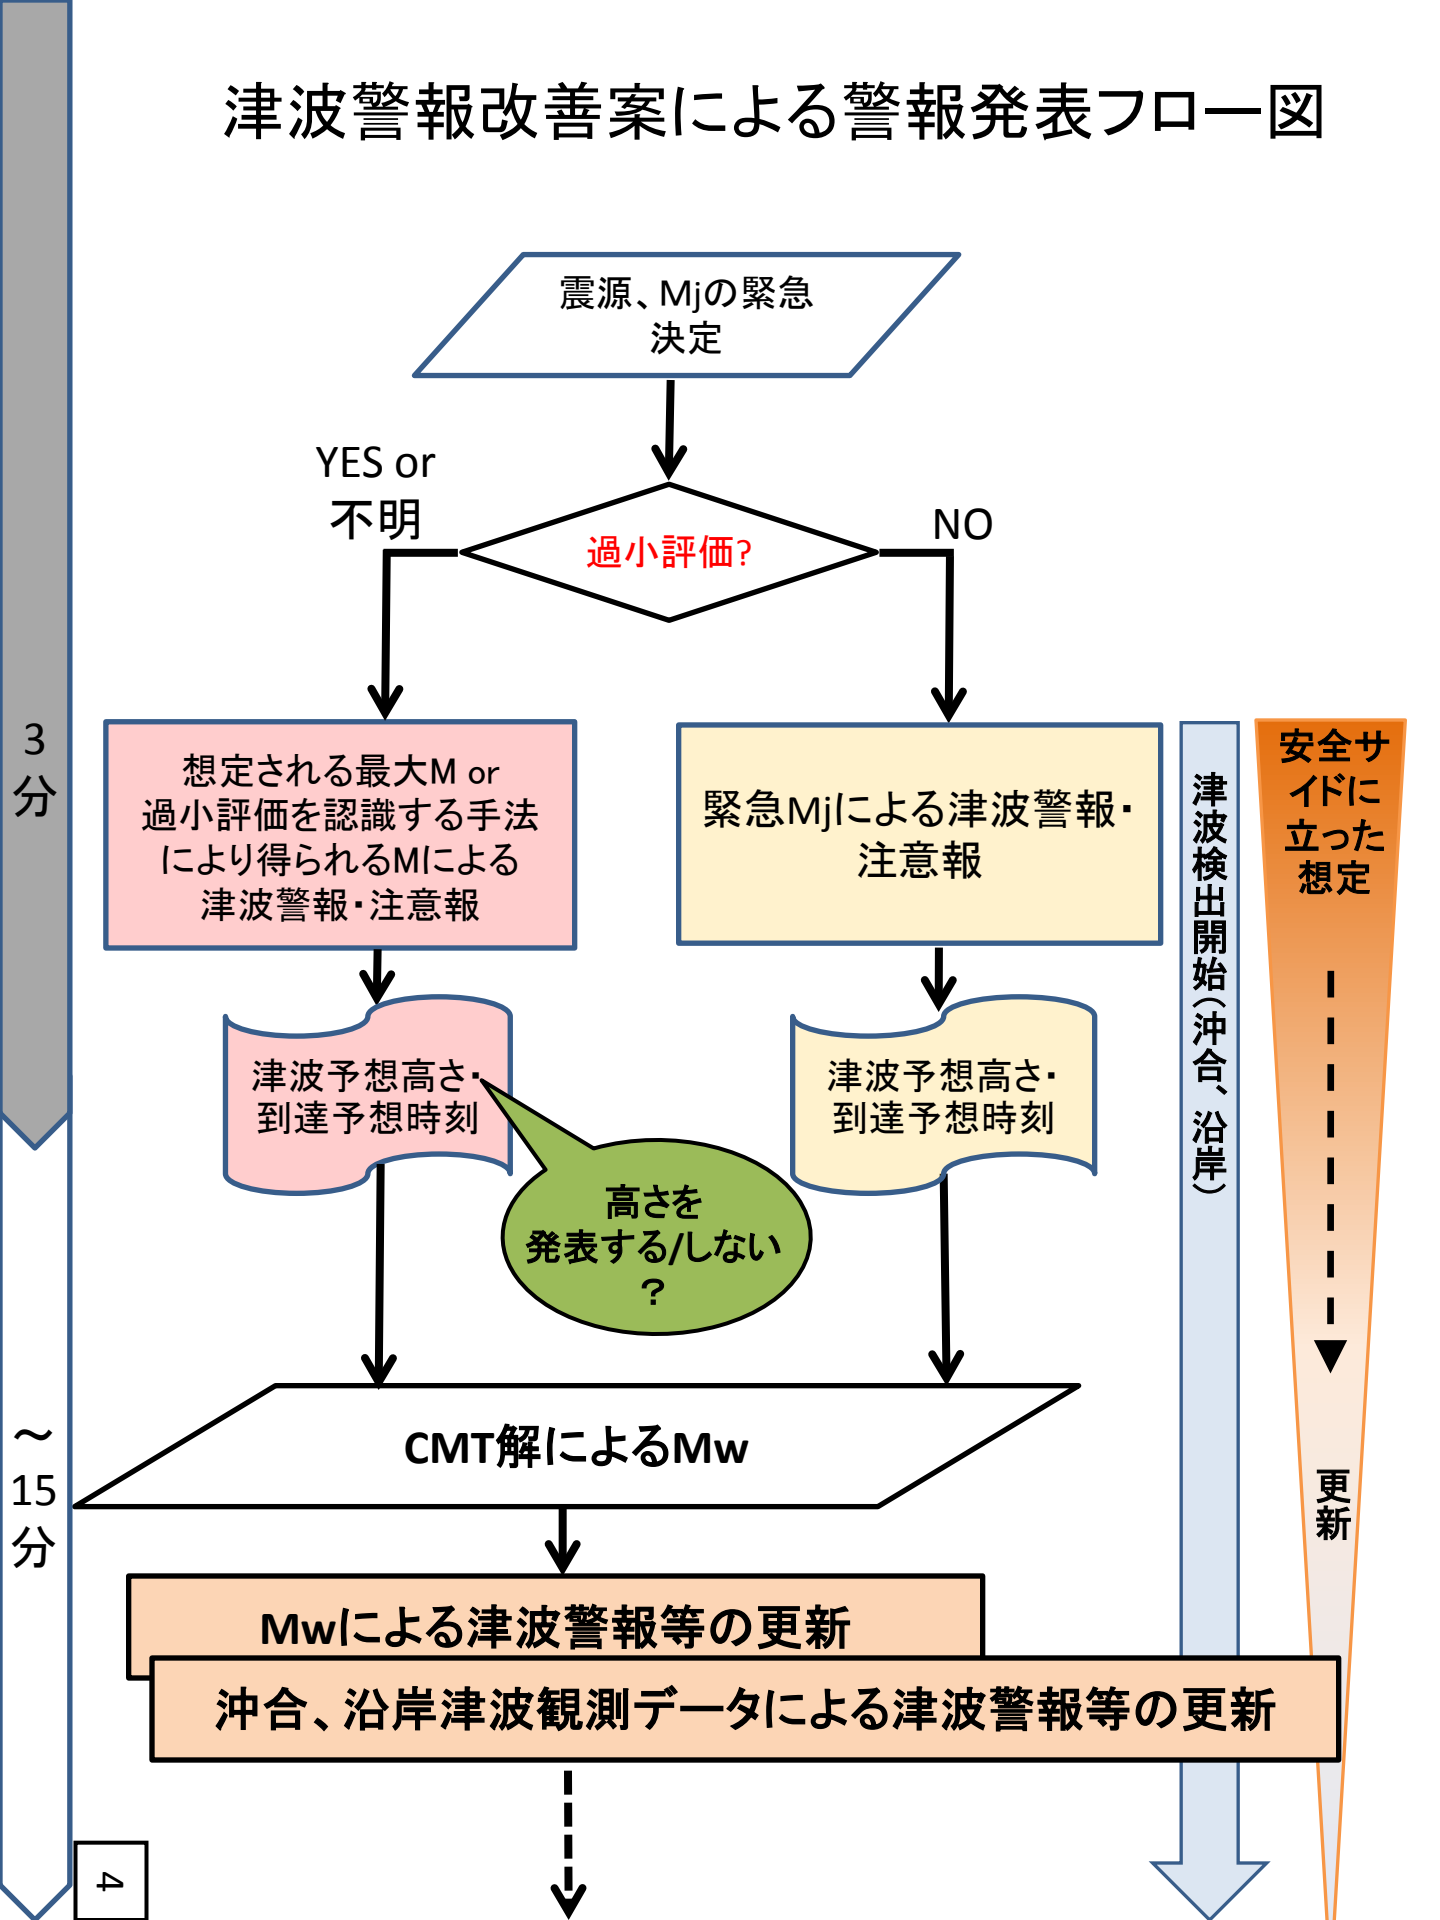 津波警報改善案による警報発表フロー図
震源、Mjの緊急
決定
YES or
不明
NO
過小評価?
3
分
想定される最大M or
過小評価を認識する手法
により得られるMによる
津波警報・注意報
緊急Mjによる津波警報・
注意報
津波検出開始(沖合、沿岸)
安全サ
イドに
立った
想定
津波予想高さ・
到達予想時刻
津波予想高さ・
到達予想時刻
高さを
発表する/しない
?
~
15
分
CMT解によるMw
更新
Mwによる津波警報等の更新
沖合、沿岸津波観測データによる津波警報等の更新
4